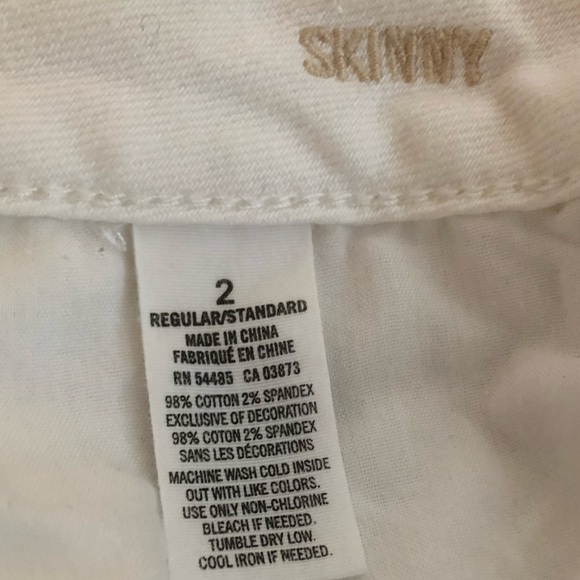 SKINNY
2
REGULAR/STANDARD
MADE IN CHINA
FABRIQUÉ EN CHINE
RN 54485 CA 03873
98% COTTON 2% SPANDEX
EXCLUSIVE OF DECORATION
98% COTON 2% SPANDEX
SANS LES DÉCORATIONS
MACHINE WASH COLD INSIDE
OUT WITH LIKE COLORS.
USE ONLY NON-CHLORINE
BLEACH IF NEEDED.
TUMBLE DRY LOW.
COOL IRON IF NEEDED.